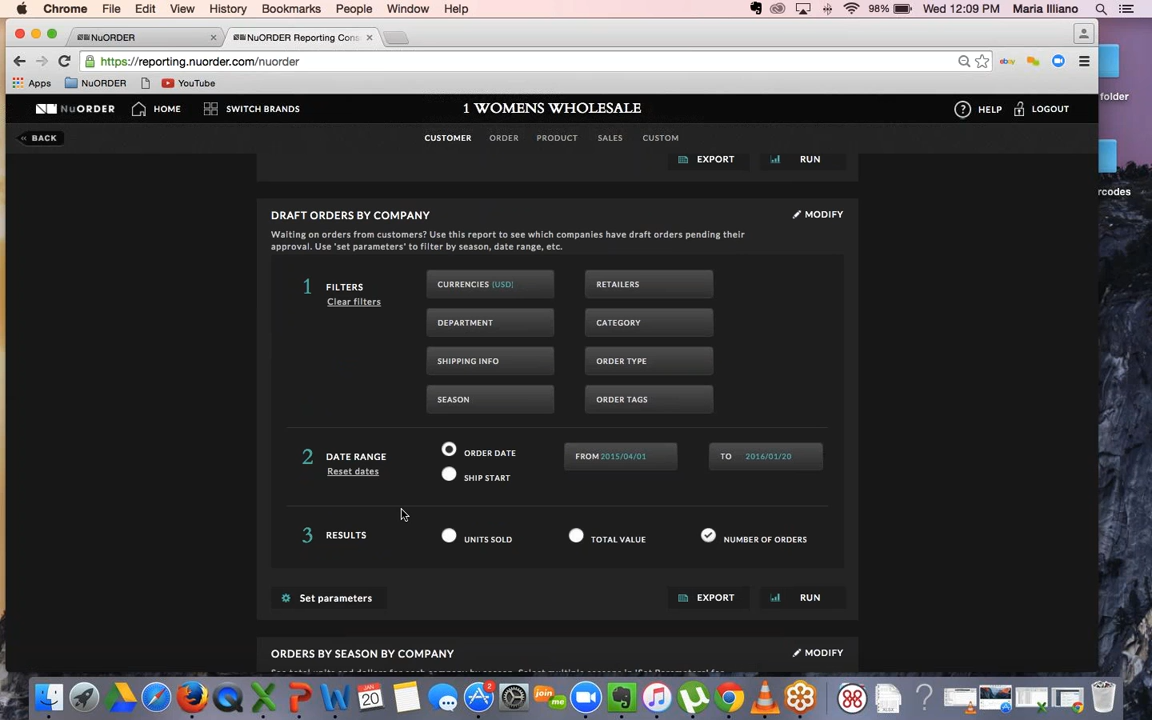 Chrome File Edit View History Bookmarks People Window Help 98% Wed 12:09 PM Maria Illiano
NuORDER × NuORDER Reporting Cons ×
https://reporting.nuorder.com/nuorder ebay
Apps NuORDER YouTube
folder
NuORDER HOME SWITCH BRANDS 1 WOMENS WHOLESALE ? HELP LOGOUT
« BACK CUSTOMER ORDER PRODUCT SALES CUSTOM
EXPORT RUN
rcodes
DRAFT ORDERS BY COMPANY MODIFY
Waiting on orders from customers? Use this report to see which companies have draft orders pending their
approval. Use 'set parameters' to filter by season, date range, etc.
1 FILTERS CURRENCIES (USD) RETAILERS
Clear filters
DEPARTMENT CATEGORY
SHIPPING INFO ORDER TYPE
SEASON ORDER TAGS
2 DATE RANGE ORDER DATE FROM 2015/04/01 TO 2016/01/20
Reset dates SHIP START
3 RESULTS UNITS SOLD TOTAL VALUE NUMBER OF ORDERS
Set parameters EXPORT RUN
ORDERS BY SEASON BY COMPANY MODIFY
JAN
20
2
join
me